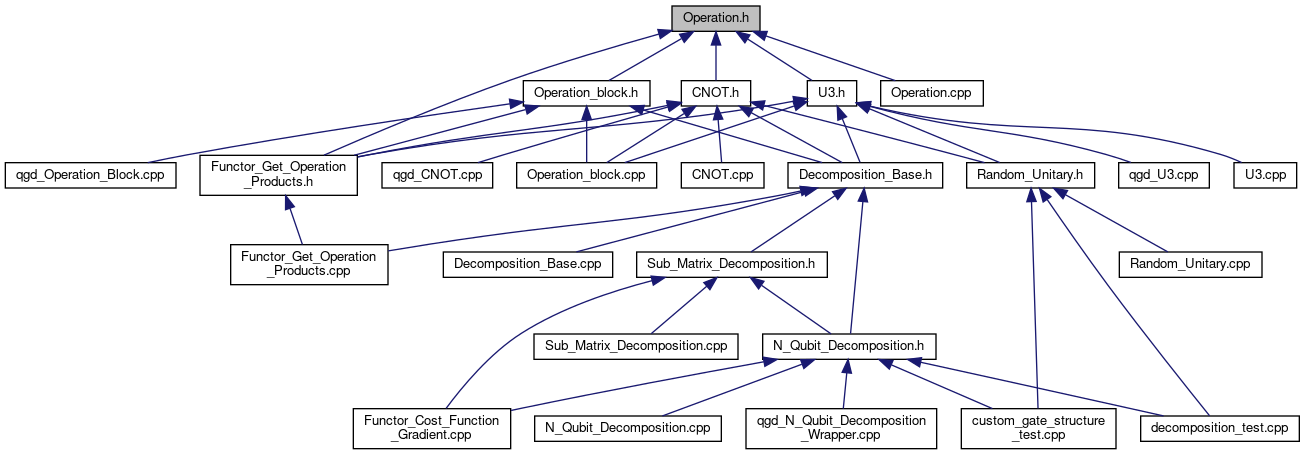 Operation.h
Operation_block.h
CNOT.h
U3.h
Operation.cpp
qgd_Operation_Block.cpp
Functor_Get_Operation
_Products.h
qgd_CNOT.cpp
Operation_block.cpp
CNOT.cpp
Decomposition_Base.h
Random_Unitary.h
qgd_U3.cpp
U3.cpp
Functor_Get_Operation
_Products.cpp
Decomposition_Base.cpp
Sub_Matrix_Decomposition.h
Random_Unitary.cpp
Sub_Matrix_Decomposition.cpp
N_Qubit_Decomposition.h
Functor_Cost_Function
_Gradient.cpp
N_Qubit_Decomposition.cpp
qgd_N_Qubit_Decomposition
_Wrapper.cpp
custom_gate_structure
_test.cpp
decomposition_test.cpp